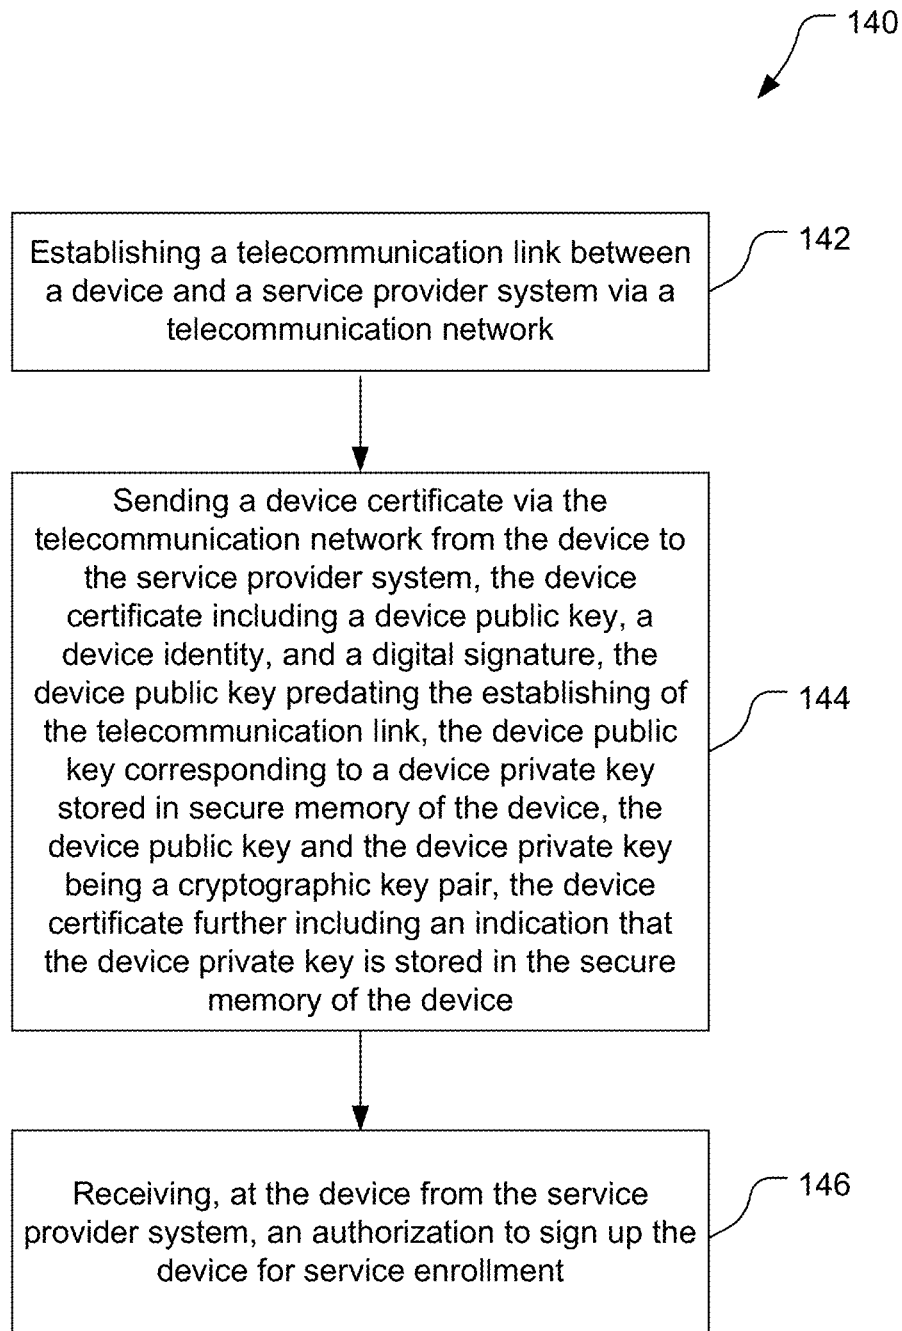 140
Establishing a telecommunication link between
a device and a service provider system via a
telecommunication network
142
Sending a device certificate via the
telecommunication network from the device to
the service provider system, the device
certificate including a device public key, a
device identity, and a digital signature, the
device public key predating the establishing of
the telecommunication link, the device public
key corresponding to a device private key
stored in secure memory of the device, the
device public key and the device private key
being a cryptographic key pair, the device
certificate further including an indication that
the device private key is stored in the secure
memory of the device
144
Receiving, at the device from the service
provider system, an authorization to sign up the
device for service enrollment
146